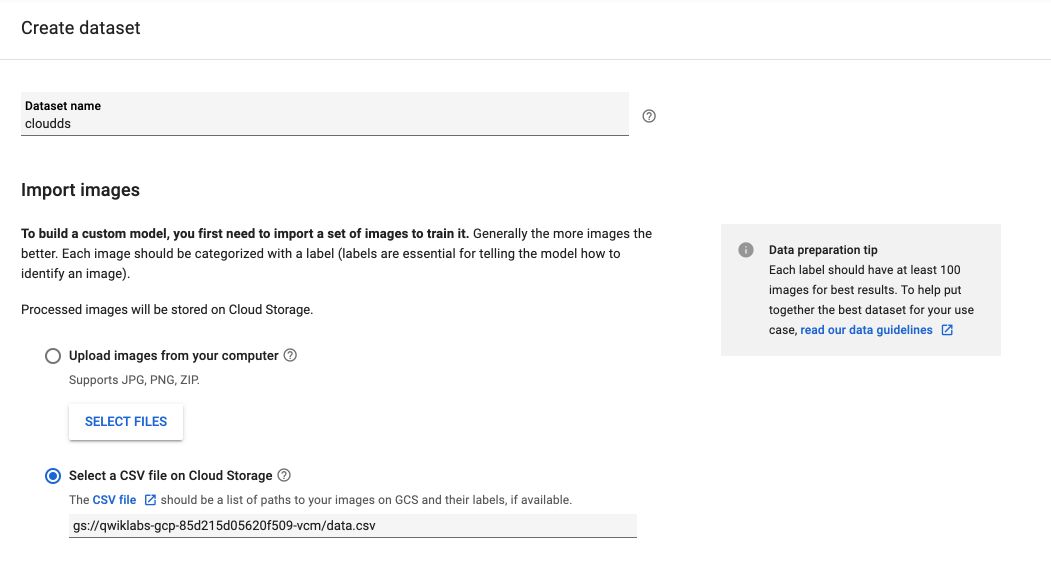 Create dataset
Dataset name
cloudds
Import images
To build a custom model, you first need to import a set of images to train it. Generally the more images the
better. Each image should be categorized with a label (labels are essential for telling the model how to
identify an image).
Processed images will be stored on Cloud Storage.
Upload images from your computer
Supports JPG, PNG, ZIP.
SELECT FILES
Select a CSV file on Cloud Storage
The CSV file should be a list of paths to your images on GCS and their labels, if available.
gs://qwiklabs-gcp-85d215d05620f509-vcm/data.csv
Data preparation tip
Each label should have at least 100
images for best results. To help put
together the best dataset for your use
case, read our data guidelines